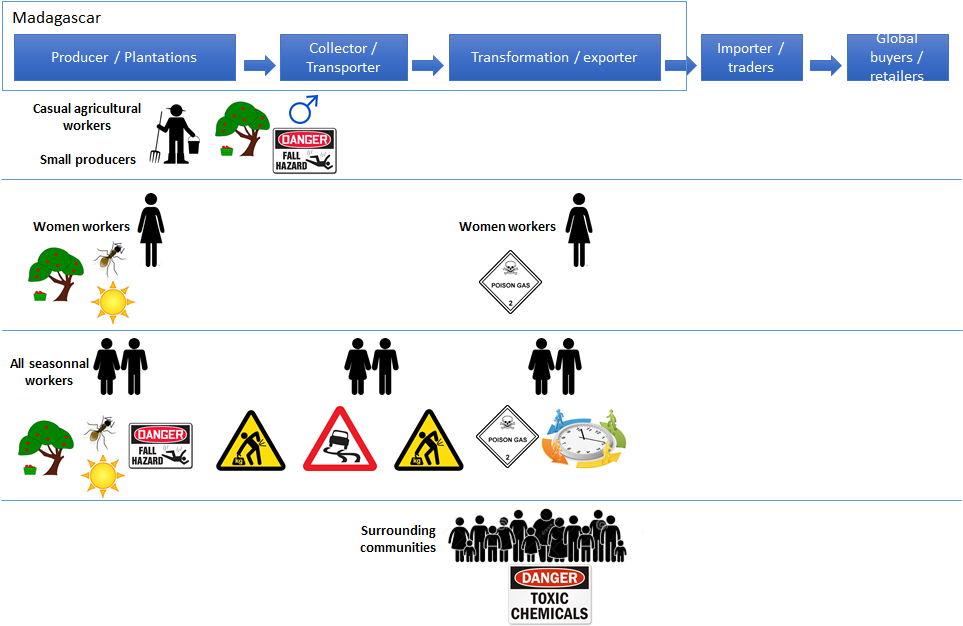 Madagascar
Producer / Plantations
Collector /
Transporter
Transformation / exporter
Importer /
traders
Global
buyers /
retailers
Casual agricultural
workers
Small producers
DANGER
FALL
HAZARD
Women workers
Women workers
POISON GAS
2
All seasonnal
workers
DANGER
FALL
HAZARD
kg
kg
POISON GAS
2
Surrounding
communities
DANGER
TOXIC
CHEMICALS